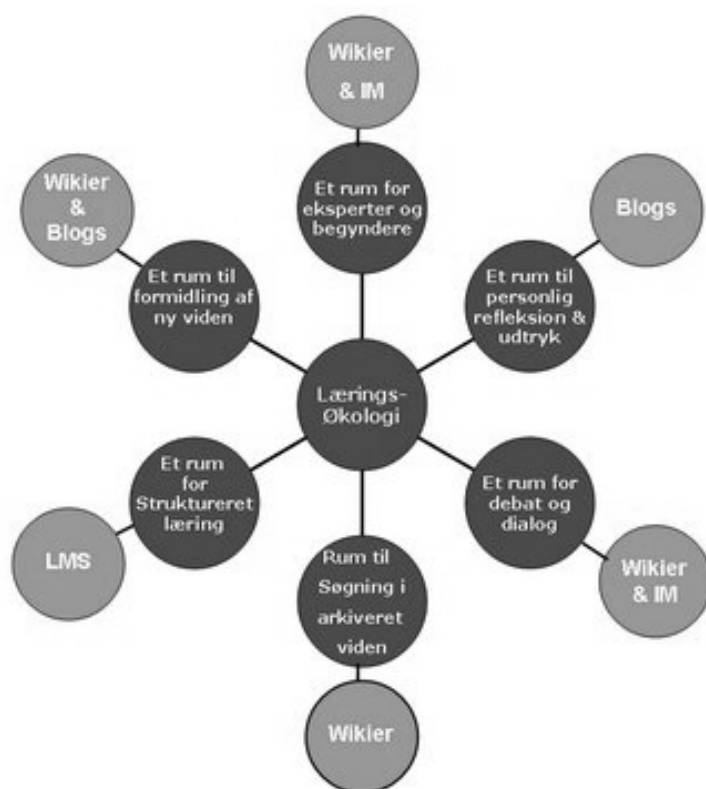 Wikier
& IM
Et rum for
eksperter og
begyndere
Wikier
&
Blogs
Et rum til
formidling af
ny viden
Blogs
Et rum til
personlig
refleksion &
udtryk
Lærings-
Økologi
Et rum
for
Struktureret
læring
LMS
Et rum for
debat og
dialog
Wikier
& IM
Rum til
Søgning i
arkiveret
viden
Wikier